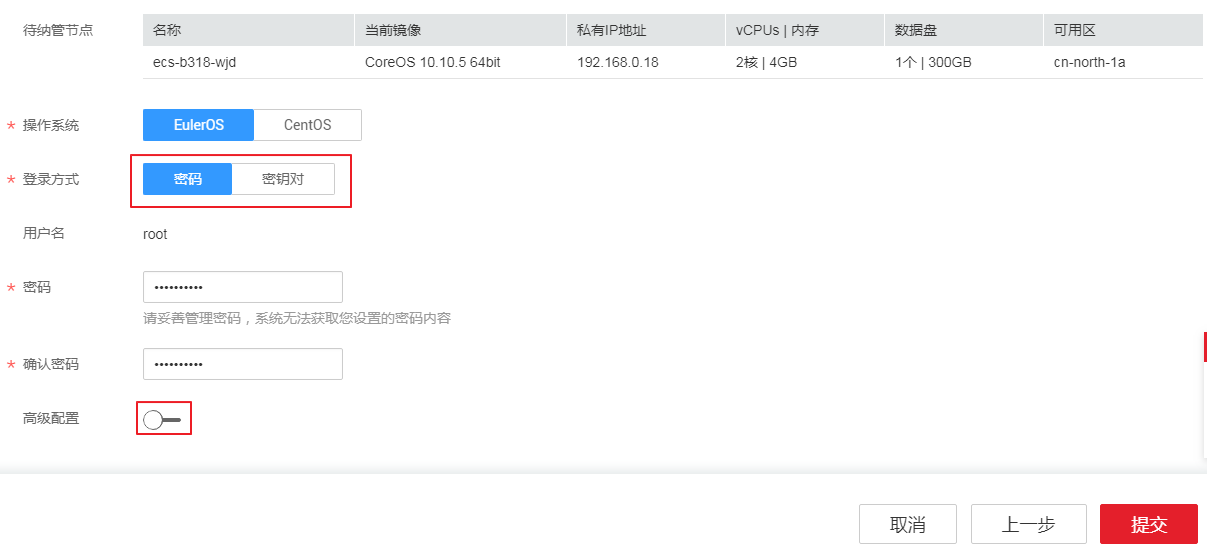 待纳管节点 名称 当前镜像 私有IP地址 vCPUs | 内存 数据盘 可用区
ecs-b318-wjd CoreOS 10.10.5 64bit 192.168.0.18 2核 | 4GB 1个 | 300GB cn-north-1a
* 操作系统 EulerOS CentOS
* 登录方式 密码 密钥对
用户名 root
* 密码 ••••••••••
请妥善管理密码，系统无法获取您设置的密码内容
* 确认密码 ••••••••••
高级配置
取消 上一步 提交